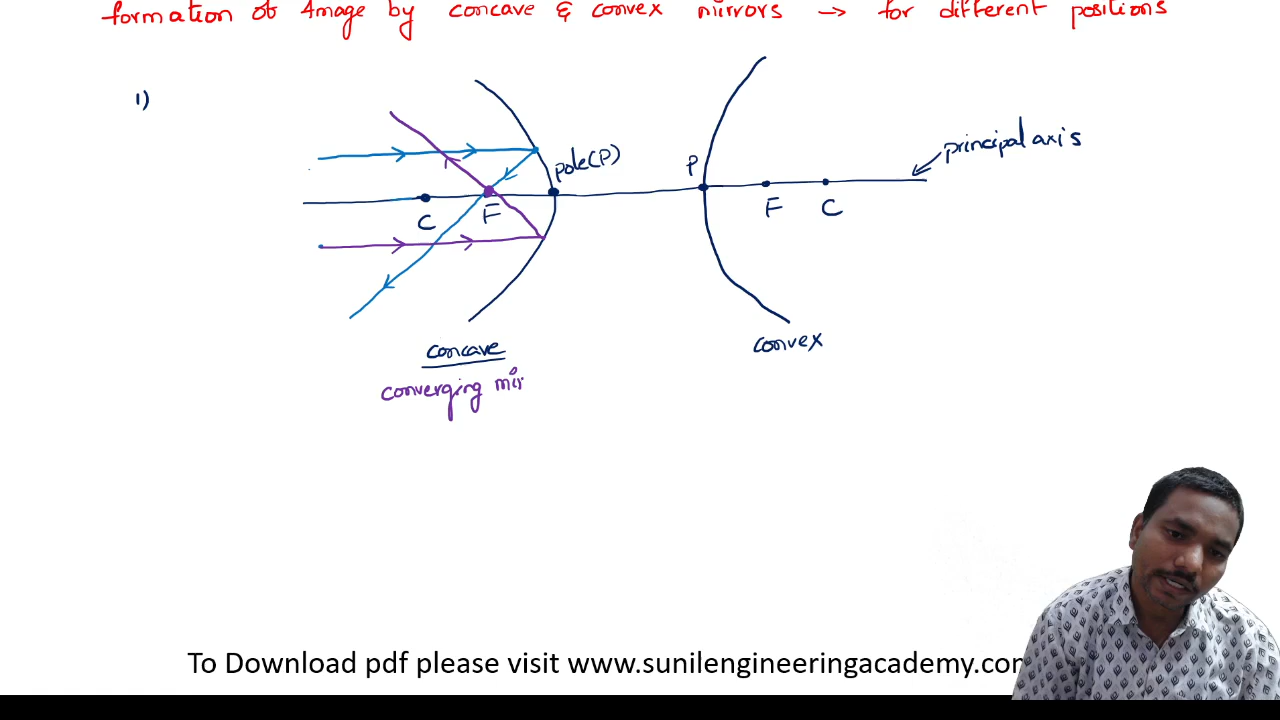 formation of Image by concave & convex mirrors → for different positions
1)
pole(P)
C
F
concave
converging mir
P
F
C
principal axis
convex
To Download pdf please visit www.sunilengineeringacademy.com